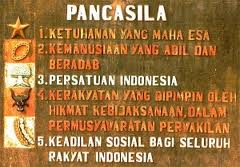 PANCASILA
1. KETUHANAN YANG MAHA ESA
2. KEMANUSIAAN YANG ADIL DAN
BERADAB
3. PERSATUAN INDONESIA
4. KERAKYATAN YANG DIPIMPIN OLEH
HIKMAT KEBIJAKSANAAN, DALAM
PERMUSYAWARATAN PERWAKILAN
5. KEADILAN SOSIAL BAGI SELURUH
RAKYAT INDONESIA